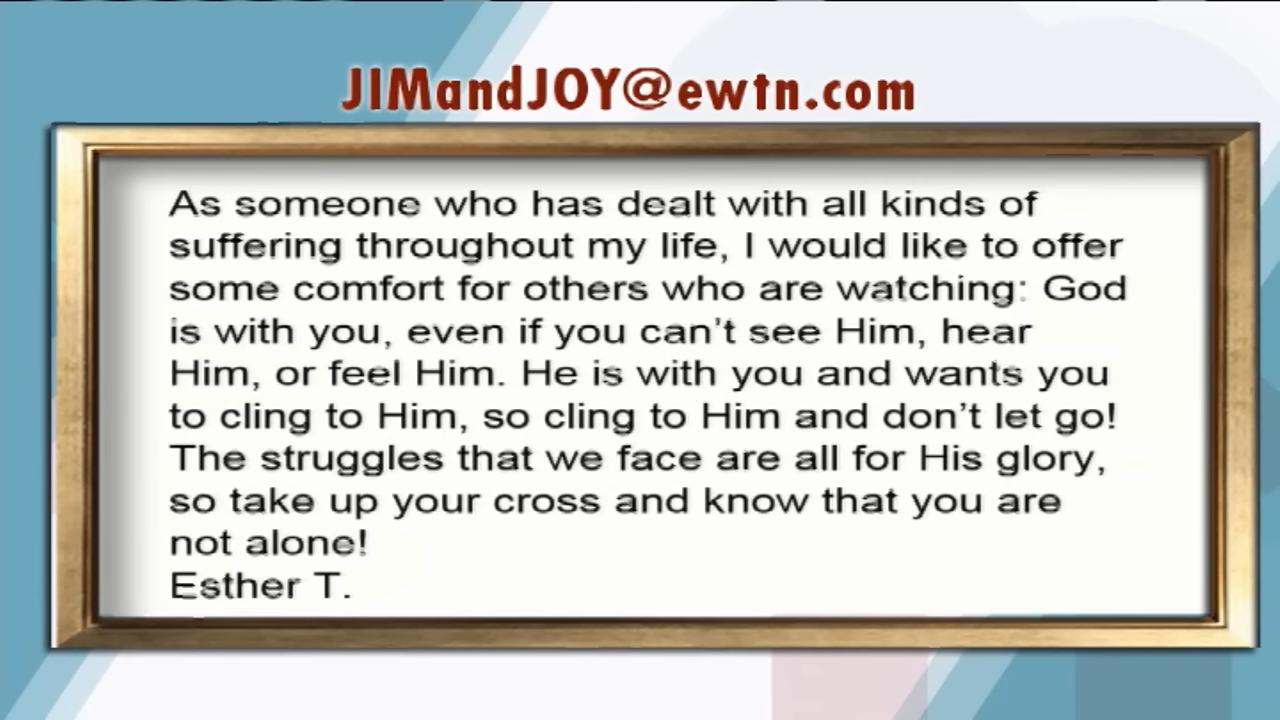 JIMandJOY@ewtn.com
As someone who has dealt with all kinds of
suffering throughout my life, I would like to offer
some comfort for others who are watching: God
is with you, even if you can't see Him, hear
Him, or feel Him. He is with you and wants you
to cling to Him, so cling to Him and don't let go!
The struggles that we face are all for His glory,
so take up your cross and know that you are
not alone!
Esther T.